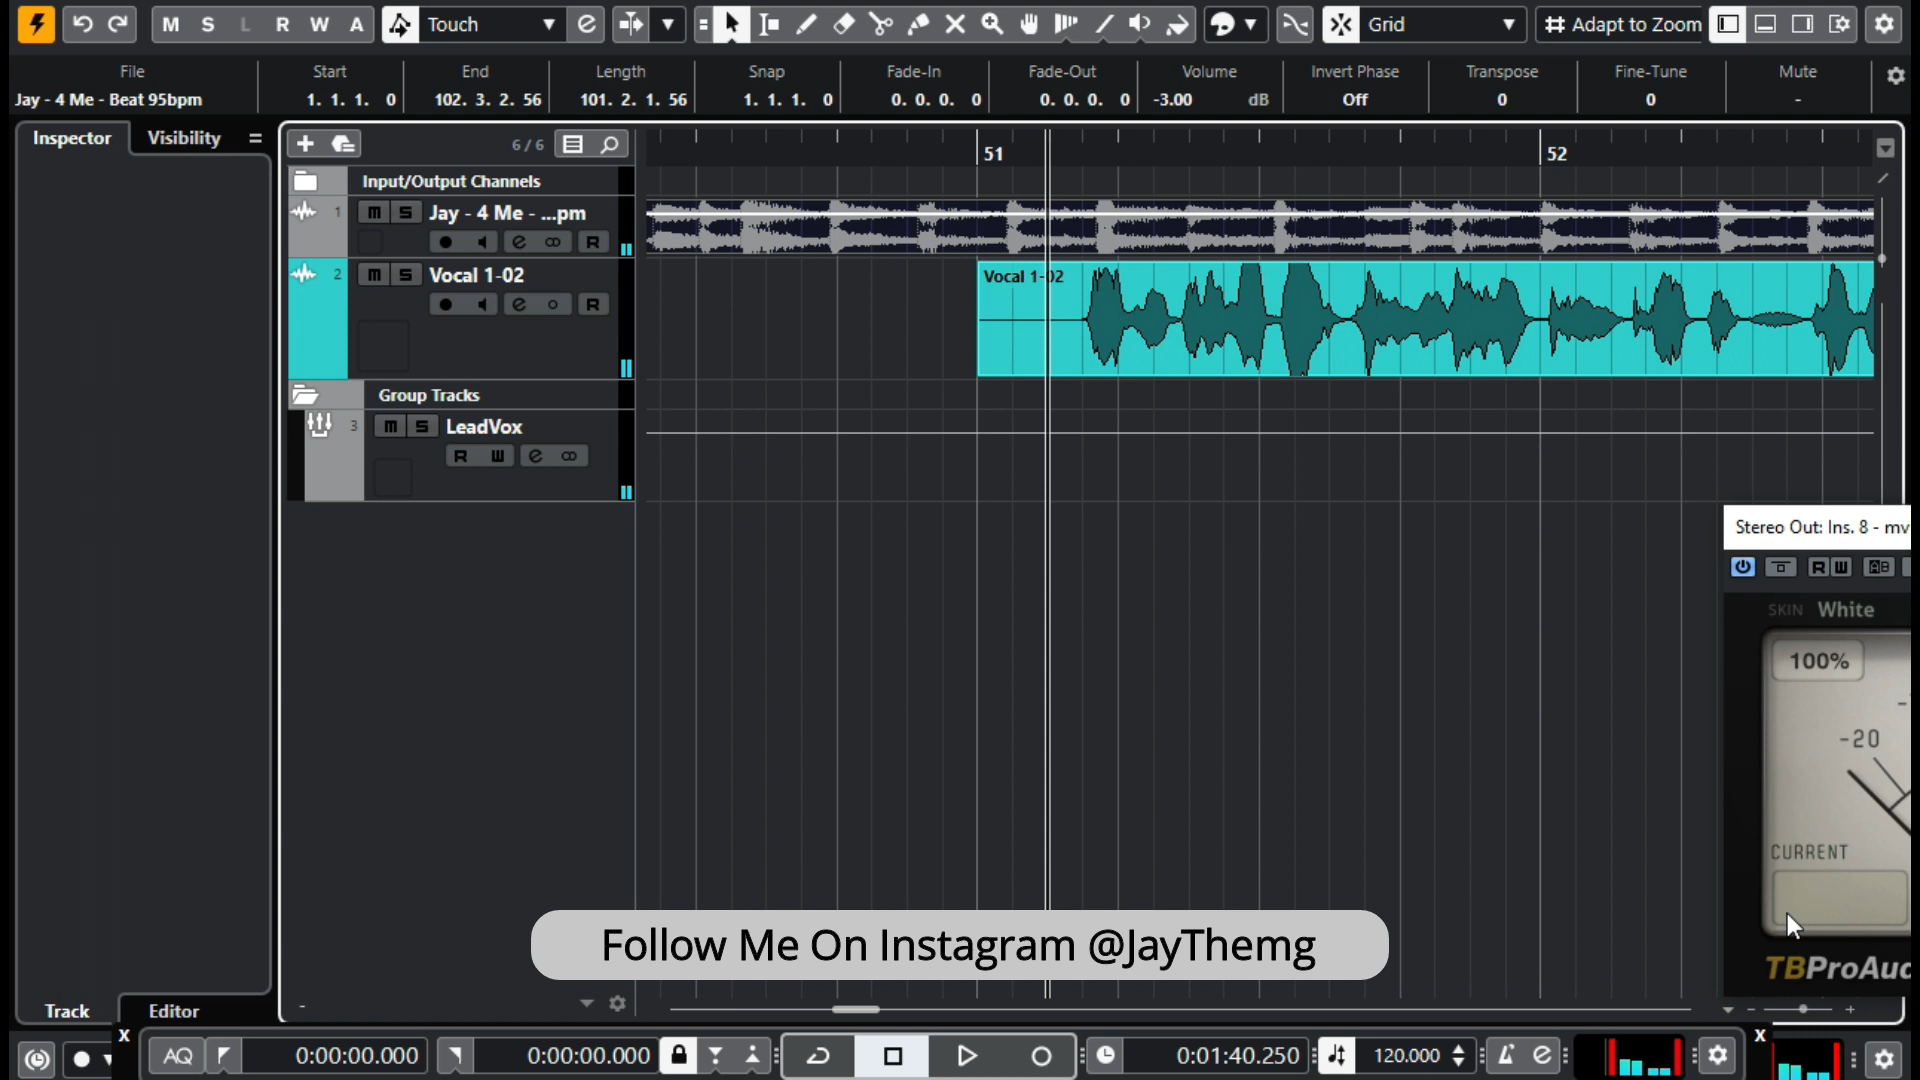 M S L R W A Touch Grid Adapt to Zoom
File Start End Length Snap Fade-In Fade-Out Volume Invert Phase Transpose Fine-Tune Mute
Jay - 4 Me - Beat 95bpm 1. 1. 1. 0 102. 3. 2. 56 101. 2. 1. 56 1. 1. 1. 0 0. 0. 0. 0 0. 0. 0. 0 -3.00 dB Off 0 0 -
Inspector Visibility
6 / 6
51 52
Input/Output Channels
1 m S Jay - 4 Me - ...pm
R
2 m S Vocal 1-02
R
Vocal 1-02
Group Tracks
3 m S LeadVox
R W
Stereo Out: Ins. 8 - mv
R W AB
SKIN White
100%
-20
CURRENT
Follow Me On Instagram @JayThemg
TBProAud
Track Editor
X X
AQ 0:00:00.000 0:00:00.000 0:01:40.250 120.000